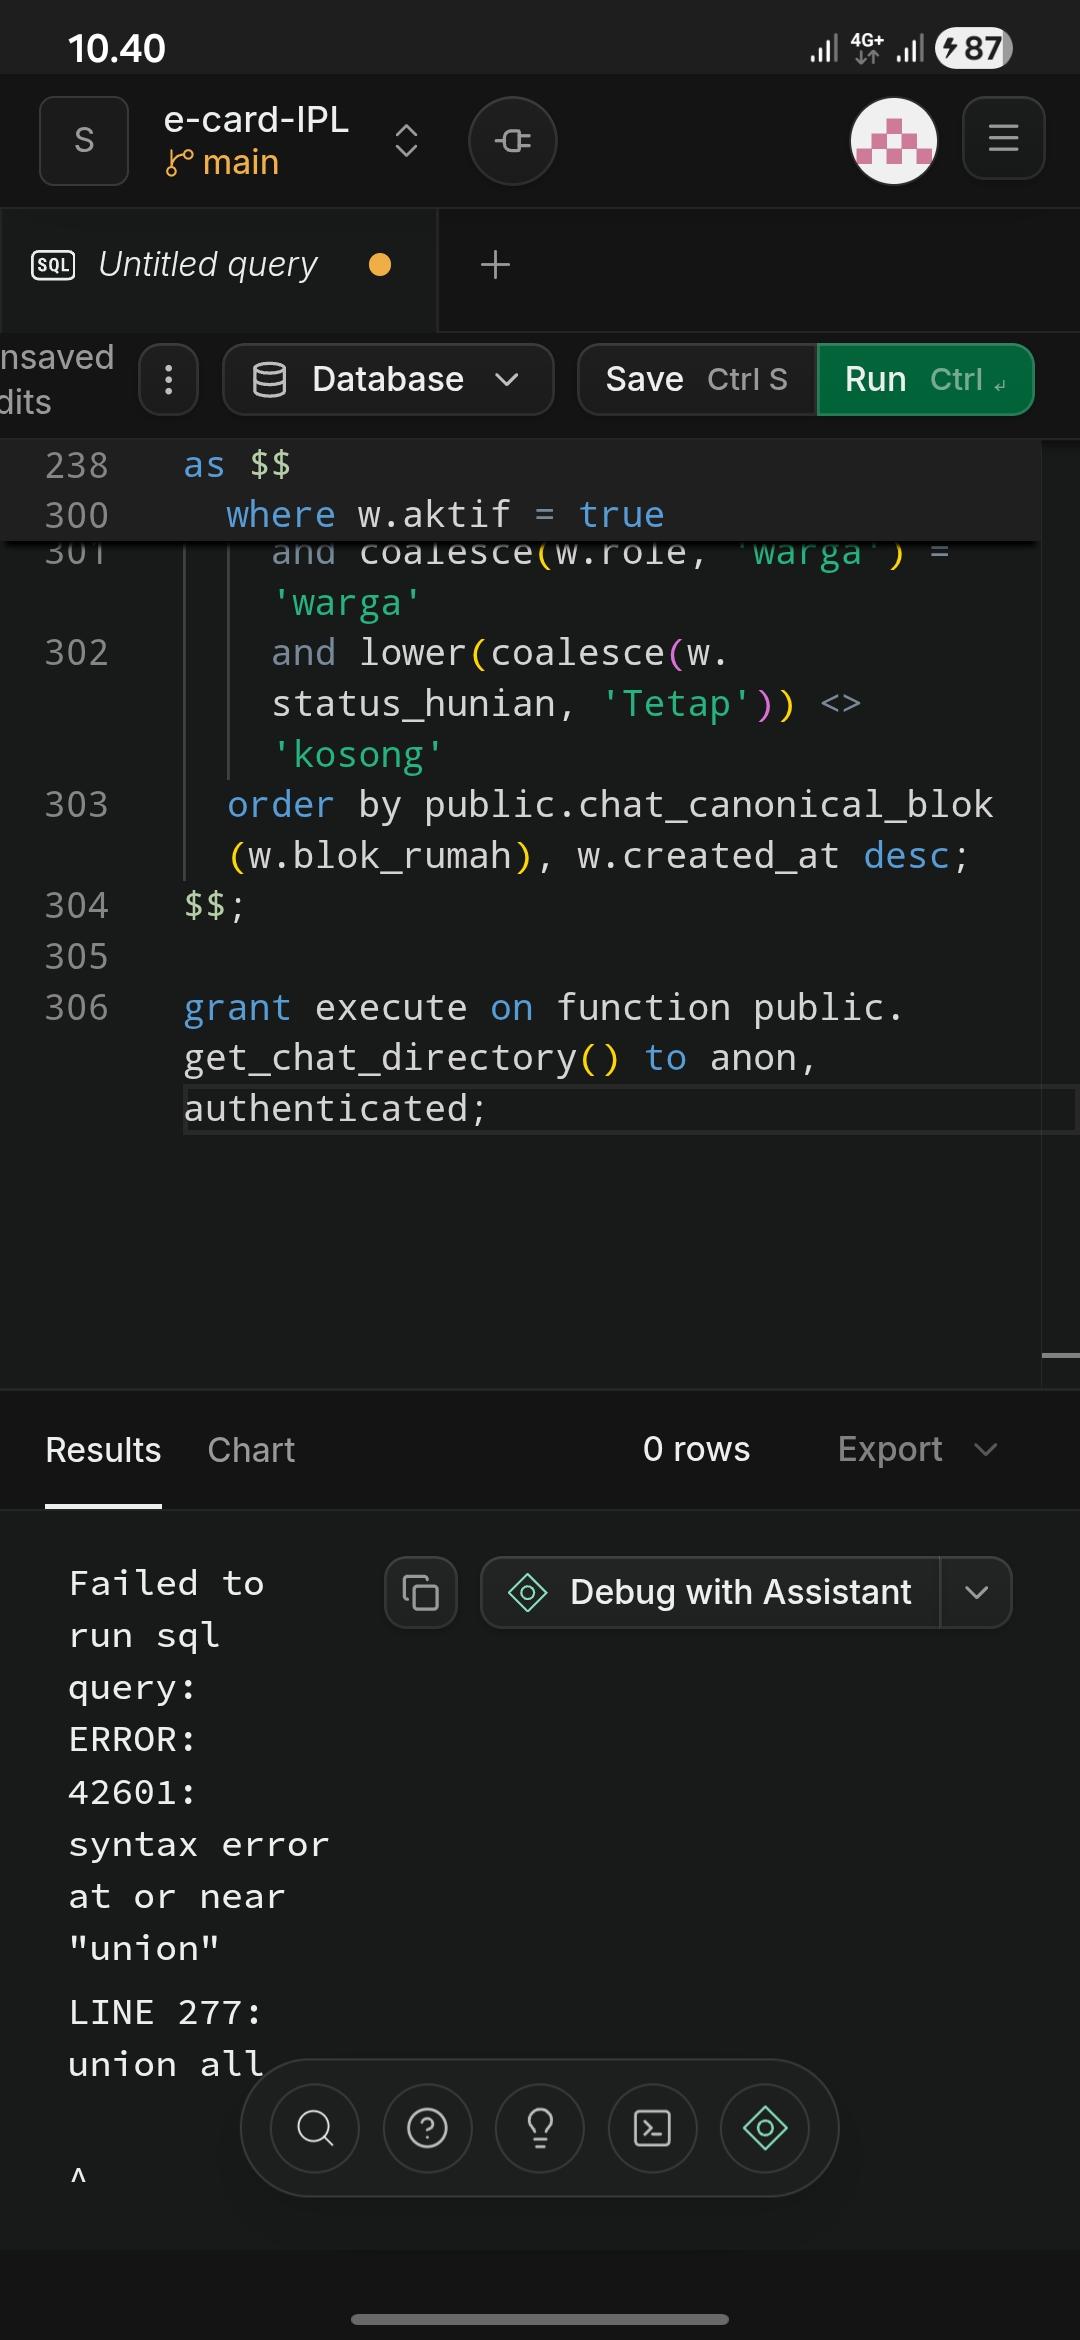 10.40
4G+
87
S
e-card-IPL
main
SQL Untitled query
nsaved
dits
Database
Save Ctrl S
Run Ctrl ↵
238 as $$
300 where w.aktif = true
301 and coalesce(w.role, 'warga') =
'warga'
302 and lower(coalesce(w.
status_hunian, 'Tetap')) <>
'kosong'
303 order by public.chat_canonical_blok
(w.blok_rumah), w.created_at desc;
304 $$;
305
306 grant execute on function public.
get_chat_directory() to anon,
authenticated;
Results Chart 0 rows Export
Debug with Assistant
Failed to
run sql
query:
ERROR:
42601:
syntax error
at or near
"union"
LINE 277:
union all
^